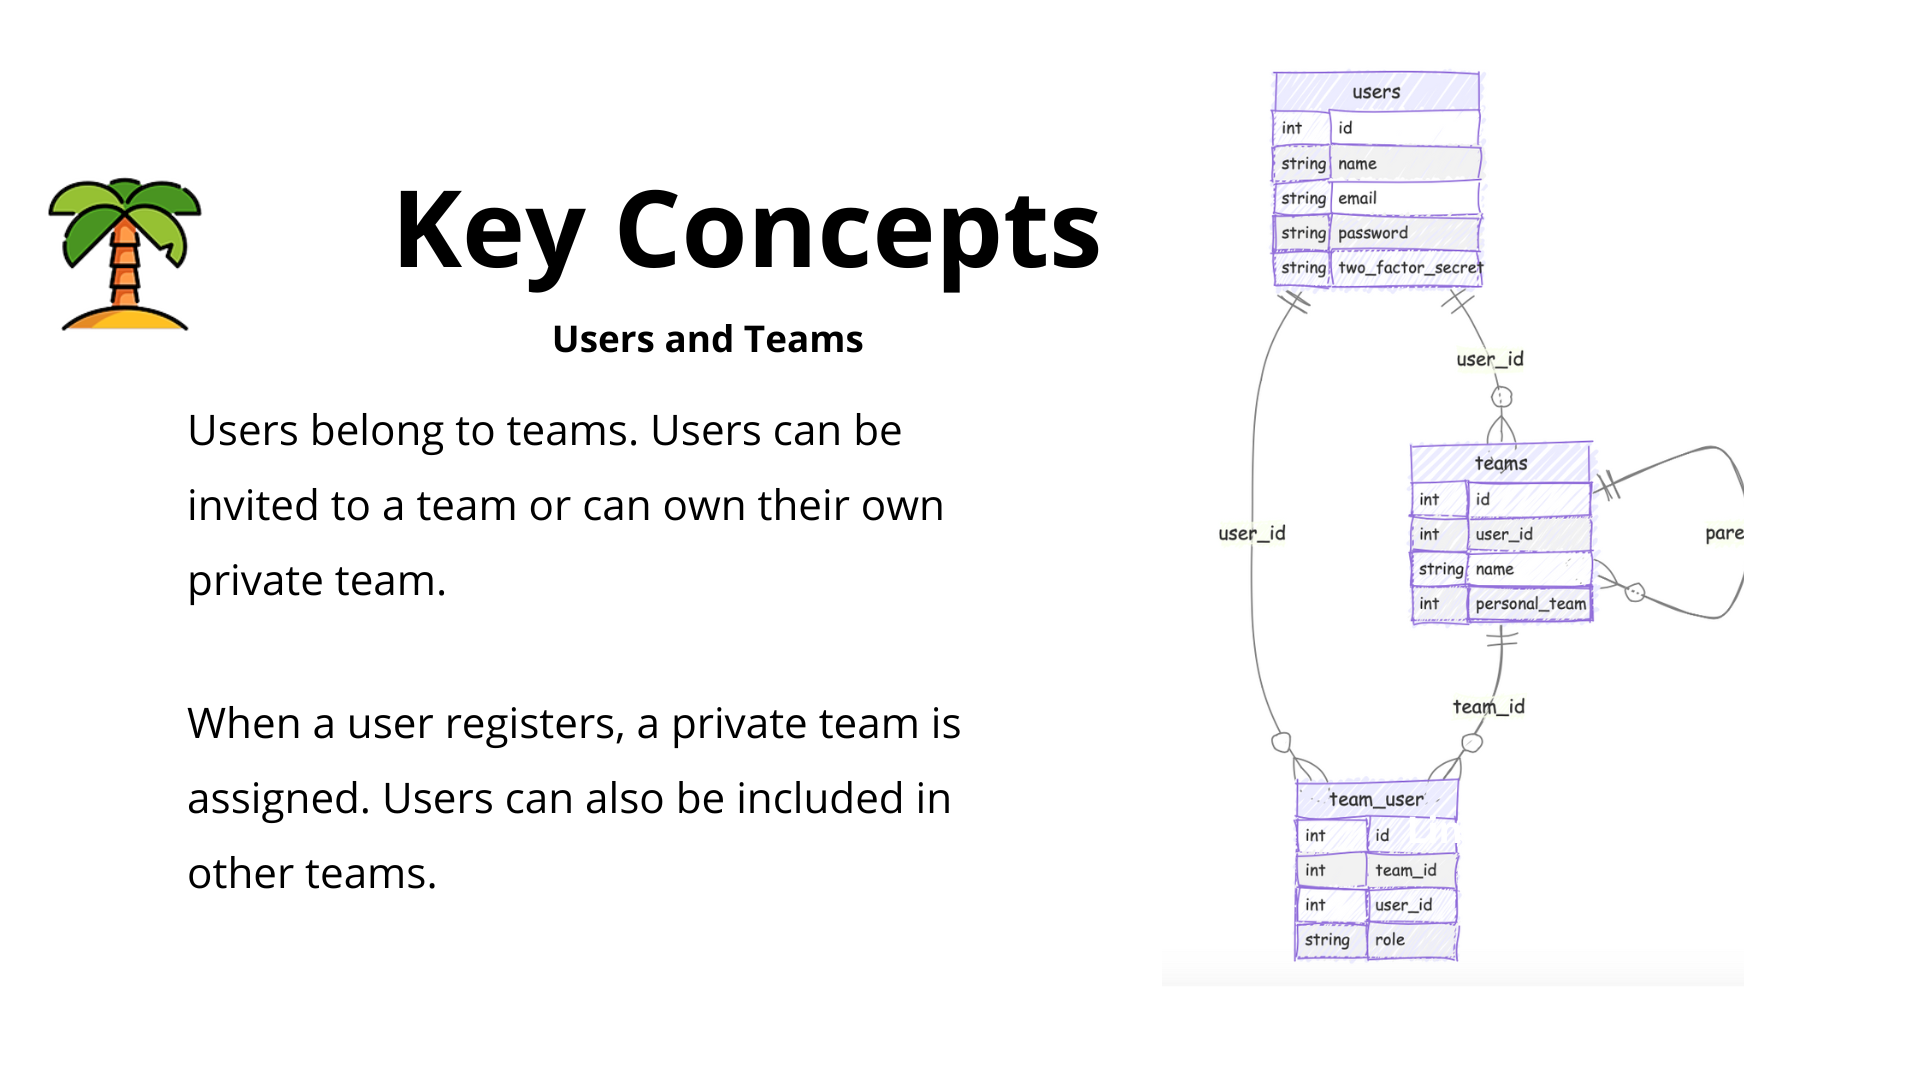 Key Concepts
Users and Teams
Users belong to teams. Users can be
invited to a team or can own their own
private team.
When a user registers, a private team is
assigned. Users can also be included in
other teams.
users
int id
string name
string email
string password
string two_factor_secret
user_id
teams
int id
int user_id
string name
int personal_team
user_id
team_id
team_user
int id
int team_id
int user_id
string role